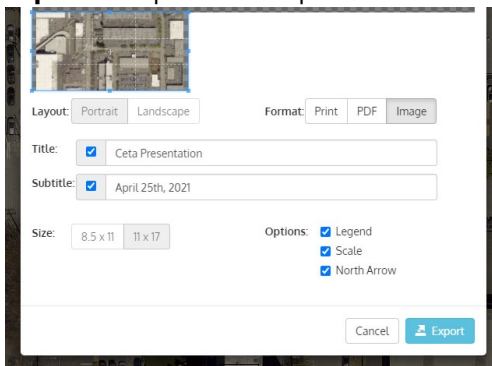 Layout: Portrait Landscape Format: Print PDF Image
Title: Ceta Presentation
Subtitle: April 25th, 2021
Size: 8.5 x 11 11 x 17 Options: Legend
Scale
North Arrow
Cancel Export